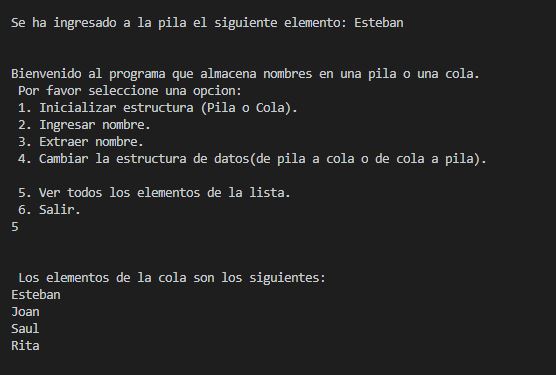 Se ha ingresado a la pila el siguiente elemento: Esteban
Bienvenido al programa que almacena nombres en una pila o una cola.
Por favor seleccione una opcion:
1. Inicializar estructura (Pila o Cola).
2. Ingresar nombre.
3. Extraer nombre.
4. Cambiar la estructura de datos(de pila a cola o de cola a pila).
5. Ver todos los elementos de la lista.
6. Salir.
5
Los elementos de la cola son los siguientes:
Esteban
Joan
Saul
Rita